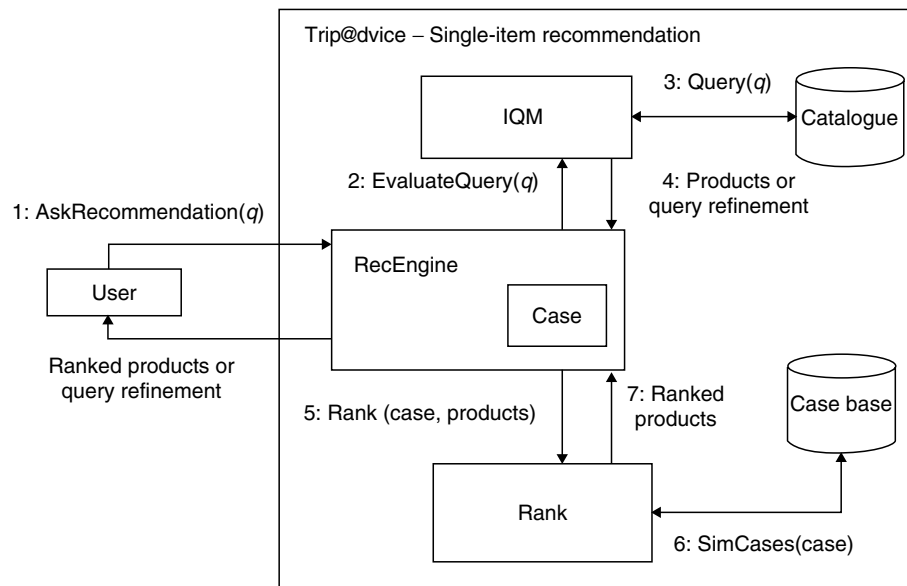 Trip@dvice – Single-item recommendation
3: Query(q)
IQM
Catalogue
2: EvaluateQuery(q)
4: Products or
query refinement
1: AskRecommendation(q)
RecEngine
User
Case
Ranked products or
query refinement
5: Rank (case, products)
7: Ranked
products
Case base
Rank
6: SimCases(case)